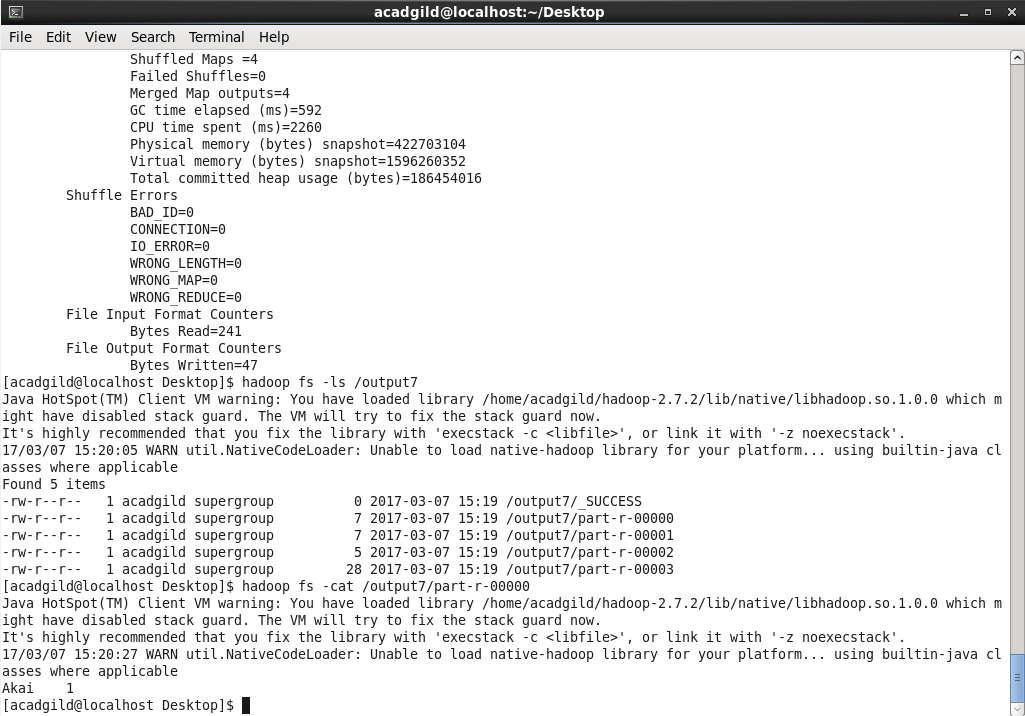 acadgild@localhost:~/Desktop
File Edit View Search Terminal Help
Shuffled Maps =4
Failed Shuffles=0
Merged Map outputs=4
GC time elapsed (ms)=592
CPU time spent (ms)=2260
Physical memory (bytes) snapshot=422703104
Virtual memory (bytes) snapshot=1596260352
Total committed heap usage (bytes)=186454016
Shuffle Errors
BAD_ID=0
CONNECTION=0
IO_ERROR=0
WRONG_LENGTH=0
WRONG_MAP=0
WRONG_REDUCE=0
File Input Format Counters
Bytes Read=241
File Output Format Counters
Bytes Written=47
[acadgild@localhost Desktop]$ hadoop fs -ls /output7
Java HotSpot(TM) Client VM warning: You have loaded library /home/acadgild/hadoop-2.7.2/lib/native/libhadoop.so.1.0.0 which m
ight have disabled stack guard. The VM will try to fix the stack guard now.
It's highly recommended that you fix the library with 'execstack -c <libfile>', or link it with '-z noexecstack'.
17/03/07 15:20:05 WARN util.NativeCodeLoader: Unable to load native-hadoop library for your platform... using builtin-java cl
asses where applicable
Found 5 items
-rw-r--r--   1 acadgild supergroup          0 2017-03-07 15:19 /output7/_SUCCESS
-rw-r--r--   1 acadgild supergroup          7 2017-03-07 15:19 /output7/part-r-00000
-rw-r--r--   1 acadgild supergroup          7 2017-03-07 15:19 /output7/part-r-00001
-rw-r--r--   1 acadgild supergroup          5 2017-03-07 15:19 /output7/part-r-00002
-rw-r--r--   1 acadgild supergroup         28 2017-03-07 15:19 /output7/part-r-00003
[acadgild@localhost Desktop]$ hadoop fs -cat /output7/part-r-00000
Java HotSpot(TM) Client VM warning: You have loaded library /home/acadgild/hadoop-2.7.2/lib/native/libhadoop.so.1.0.0 which m
ight have disabled stack guard. The VM will try to fix the stack guard now.
It's highly recommended that you fix the library with 'execstack -c <libfile>', or link it with '-z noexecstack'.
17/03/07 15:20:27 WARN util.NativeCodeLoader: Unable to load native-hadoop library for your platform... using builtin-java cl
asses where applicable
Akai    1
[acadgild@localhost Desktop]$